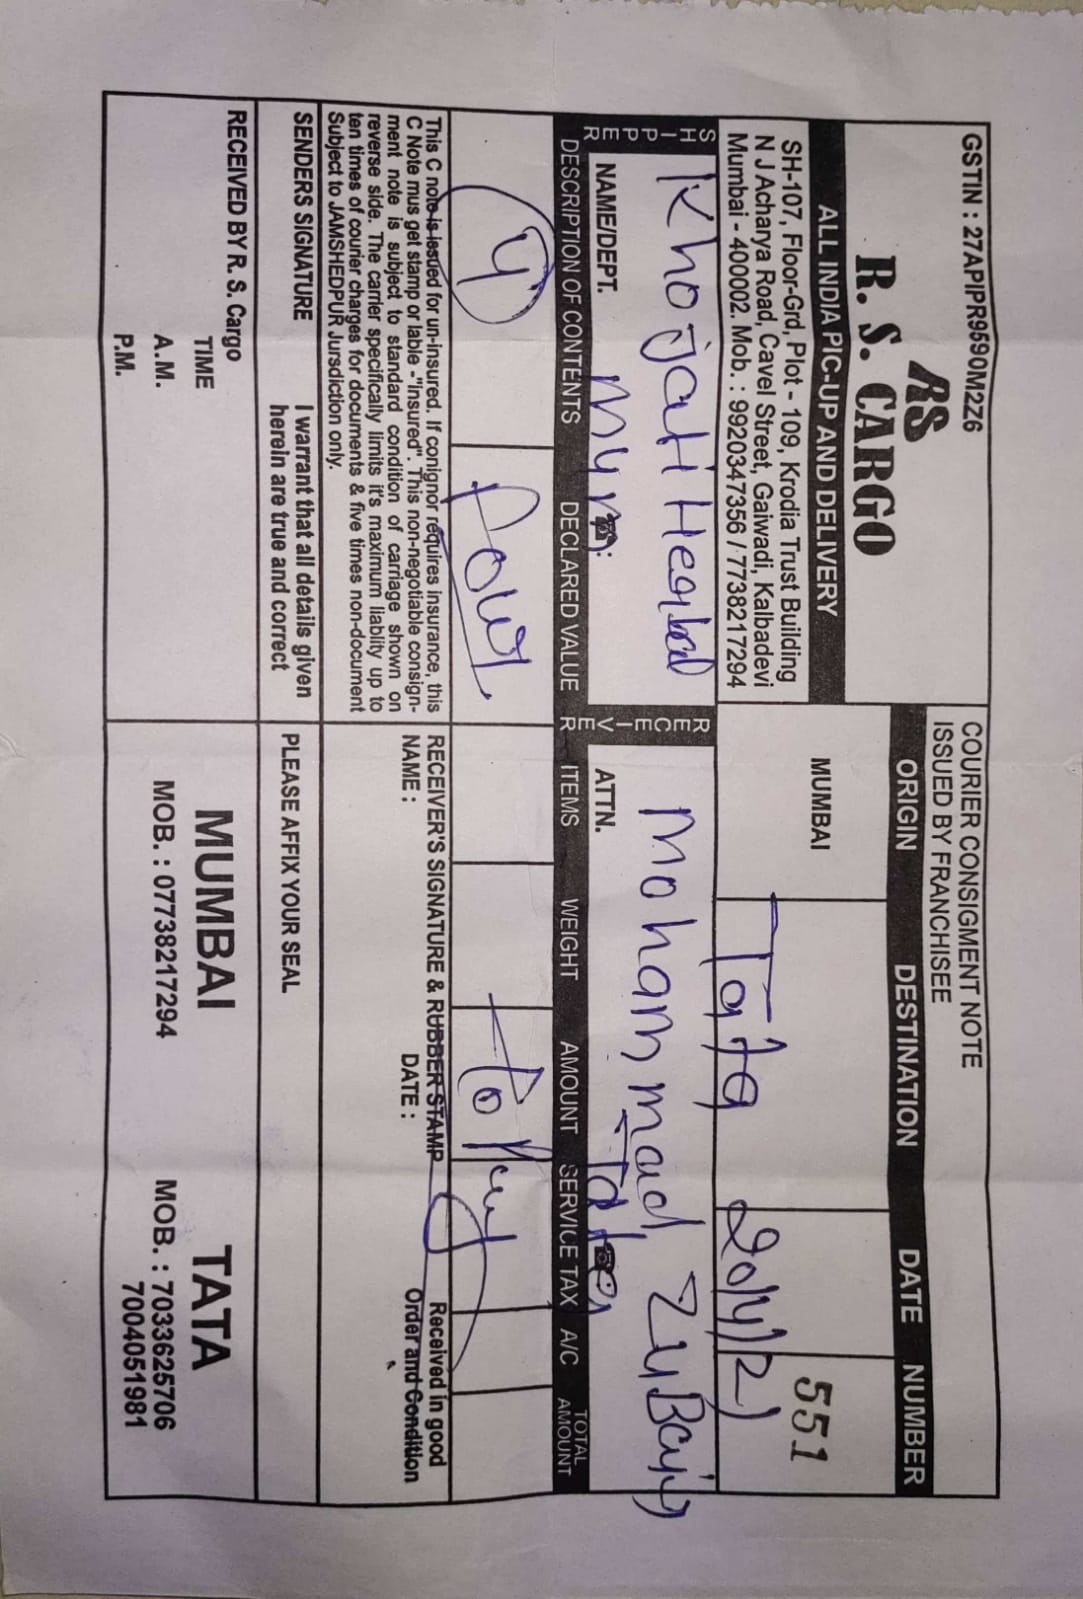 GSTIN : 27APIPR9590M2Z6
RS
R. S. CARGO
ALL INDIA PIC-UP AND DELIVERY
SH-107, Floor-Grd, Plot - 109, Krodia Trust Building
N J Acharya Road, Cavel Street, Gaiwadi, Kalbadevi
Mumbai - 400002. Mob. : 9920347356 / 7738217294
COURIER CONSIGNMENT NOTE
ISSUED BY FRANCHISEE
ORIGIN DESTINATION DATE NUMBER
MUMBAI Tata 20/4/21 551
SHIPPER
Khojati Hearbal
NAME/DEPT. Mum
RECIEVER
Mohammad ZuBair
ATTN. Tata
DESCRIPTION OF CONTENTS DECLARED VALUE ITEMS WEIGHT AMOUNT SERVICE TAX A/C TOTAL AMOUNT
4 Four to Pay
This C note is issued for un-insured. If conignor requires insurance, this
C Note mus get stamp or lable -"insured". This non-negotiable consign-
ment note is subject to standard condition of carriage shown on
reverse side. The carrier specifically limits it's maximum liablity up to
ten times of courier charges for documents & five times non-document
Subject to JAMSHEDPUR Jursdiction only.
RECEIVER'S SIGNATURE & RUBBER STAMP Received in good
NAME : DATE : Order and Condition
SENDERS SIGNATURE I warrant that all details given
herein are true and correct
PLEASE AFFIX YOUR SEAL
RECEIVED BY R. S. Cargo
TIME
A.M.
P.M.
MUMBAI
MOB. : 07738217294
TATA
MOB. : 7033625706
7004051981